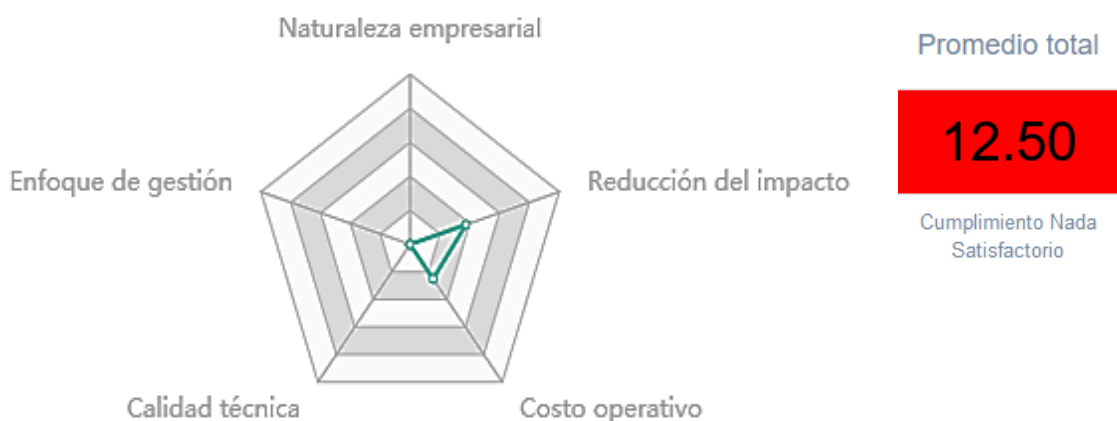 Naturaleza empresarial
Reducción del impacto
Costo operativo
Calidad técnica
Enfoque de gestión
Promedio total
12.50
Cumplimiento Nada
Satisfactorio